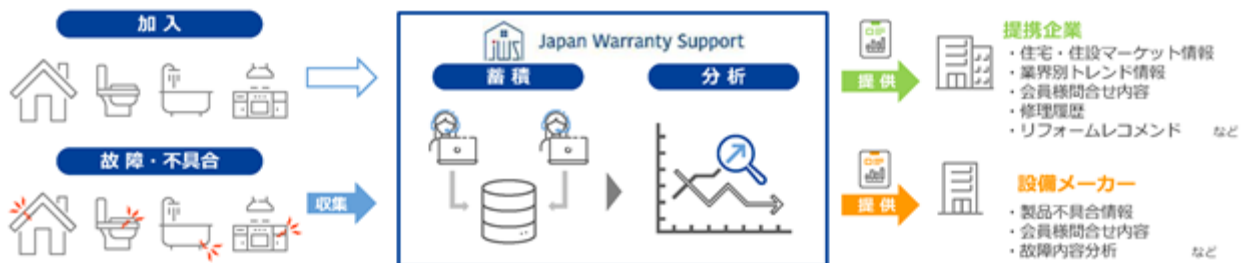 加入
故障・不具合
収集
jWS
Japan Warranty Support
蓄積
分析
提供
提携企業
・住宅・住設マーケット情報
・業界別トレンド情報
・会員様問合せ内容
・修理履歴
・リフォームレコメンド など
提供
設備メーカー
・製品不具合情報
・会員様問合せ内容
・故障内容分析 など